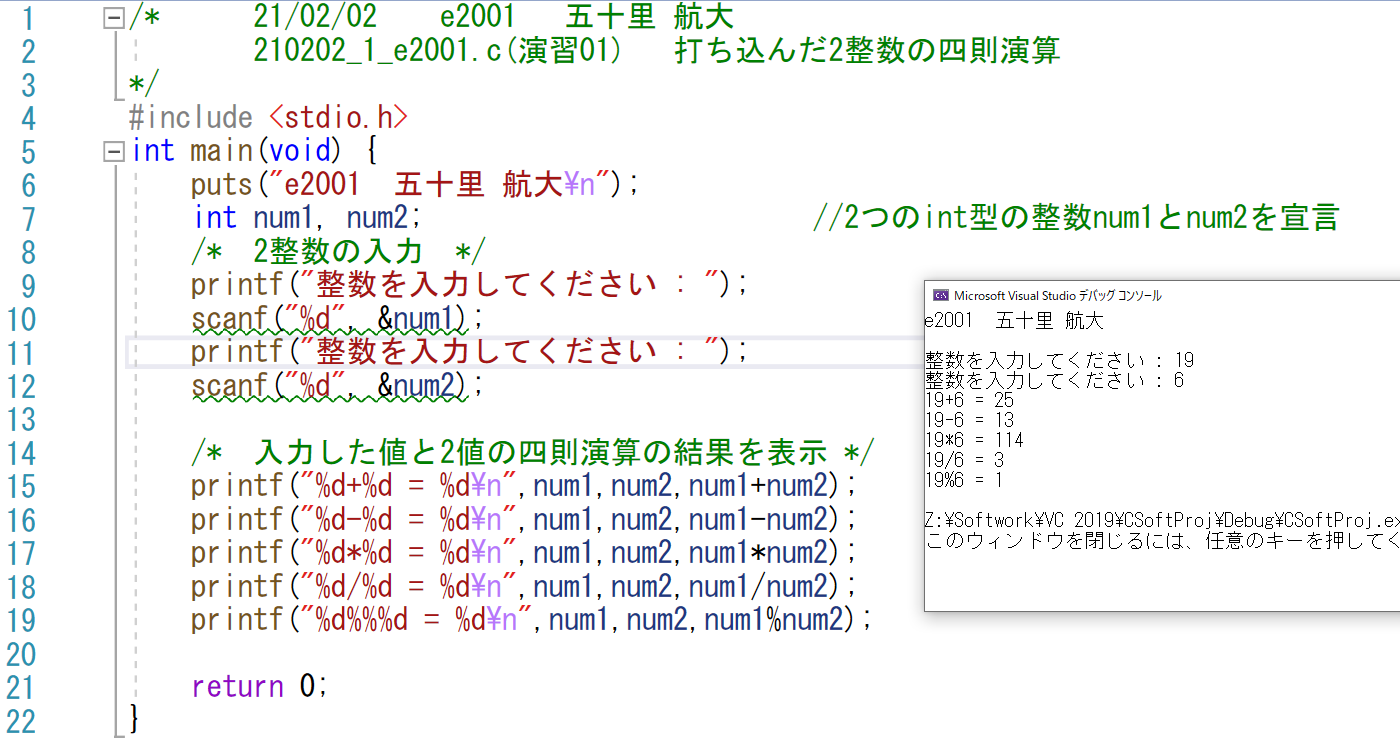 1 /* 21/02/02 e2001 五十里 航大
2 210202_1_e2001.c(演習01) 打ち込んだ2整数の四則演算
3 */
4 #include <stdio.h>
5 int main(void) {
6 puts("e2001 五十里 航大¥n");
7 int num1, num2; //2つのint型の整数num1とnum2を宣言
8 /* 2整数の入力 */
9 printf("整数を入力してください : ");
10 scanf("%d", &num1);
11 printf("整数を入力してください : ");
12 scanf("%d", &num2);
13
14 /* 入力した値と2値の四則演算の結果を表示 */
15 printf("%d+%d = %d¥n",num1,num2,num1+num2);
16 printf("%d-%d = %d¥n",num1,num2,num1-num2);
17 printf("%d*%d = %d¥n",num1,num2,num1*num2);
18 printf("%d/%d = %d¥n",num1,num2,num1/num2);
19 printf("%d%%%d = %d¥n",num1,num2,num1%num2);
20
21 return 0;
22 }
Microsoft Visual Studio デバッグ コンソール
e2001 五十里 航大
整数を入力してください : 19
整数を入力してください : 6
19+6 = 25
19-6 = 13
19*6 = 114
19/6 = 3
19%6 = 1
Z:¥Softwork¥VC 2019¥CSoftProj¥Debug¥CSoftProj.ex
このウィンドウを閉じるには、任意のキーを押してく